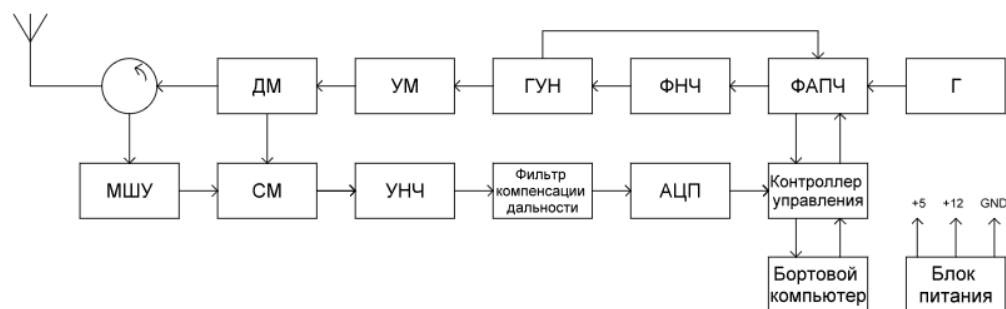 ДМ
УМ
ГУН
ФНЧ
ФАПЧ
Г
МШУ
СМ
УНЧ
Фильтр
компенсации
дальности
АЦП
Контроллер
управления
+5
+12
GND
Бортовой
компьютер
Блок
питания